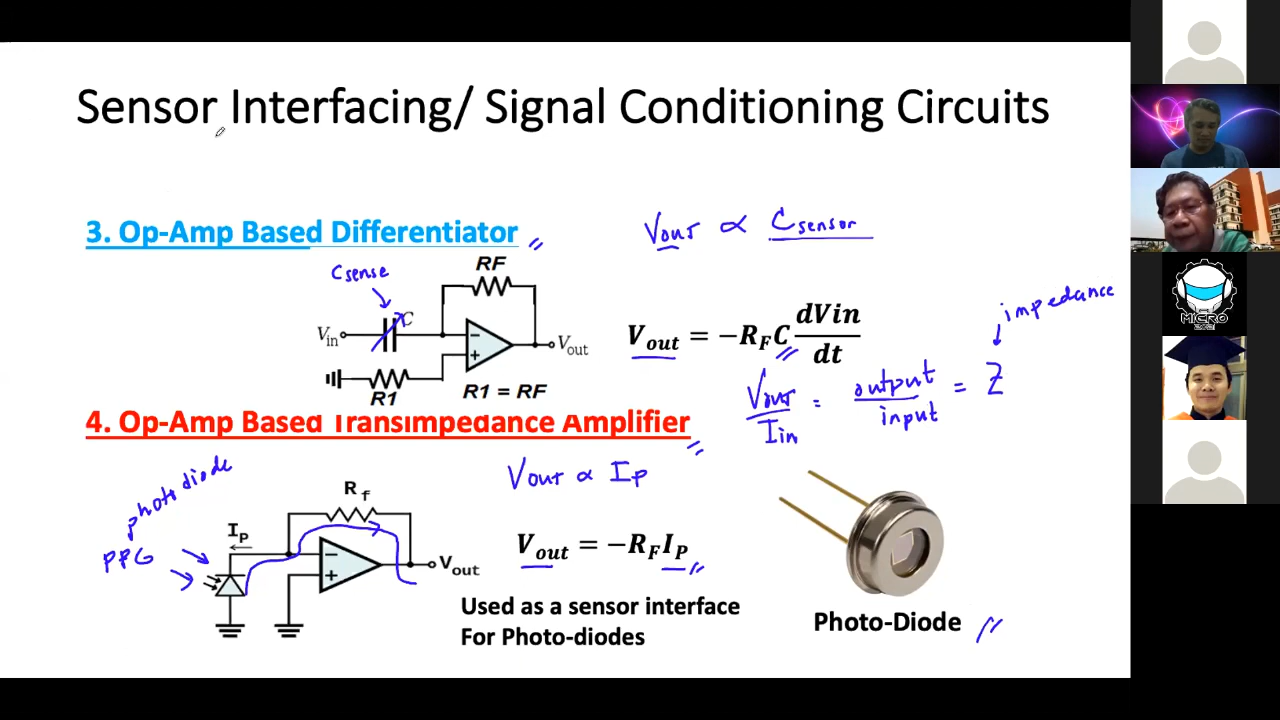 Sensor Interfacing/ Signal Conditioning Circuits
3. Op-Amp Based Differentiator
Vout ∝ Csensor
Csense
RF
C
Vin
Vout
R1
R1 = RF
Vout = −RFC dVin/dt
impedance
Vout/Iin = output/input = Z
4. Op-Amp Based Transimpedance Amplifier
Vout ∝ Ip
photodiode
PPG
IP
Rf
Vout
Vout = −RFIP
Used as a sensor interface
For Photo-diodes
Photo-Diode
MICRO